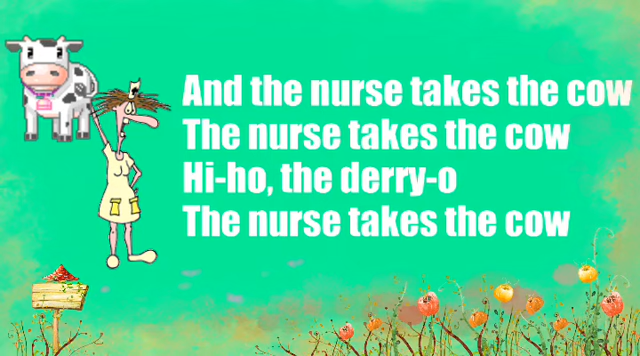 And the nurse takes the cow
The nurse takes the cow
Hi-ho, the derry-o
The nurse takes the cow